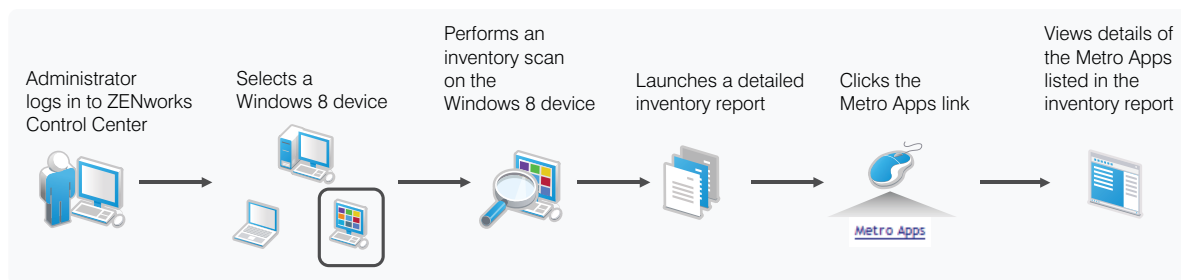 Administrator
logs in to ZENworks
Control Center
Selects a
Windows 8 device
Performs an
inventory scan
on the
Windows 8 device
Launches a detailed
inventory report
Clicks the
Metro Apps link
Metro Apps
Views details of
the Metro Apps
listed in the
inventory report